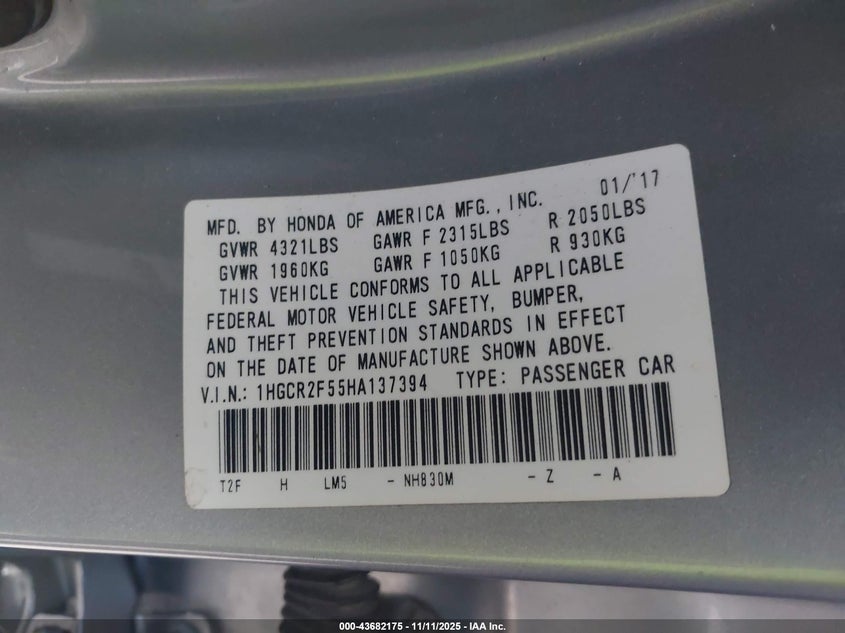 MFD. BY HONDA OF AMERICA MFG., INC. 01/'17
GVWR 4321LBS GAWR F 2315LBS R 2050LBS
GVWR 1960KG GAWR F 1050KG R 930KG
THIS VEHICLE CONFORMS TO ALL APPLICABLE
FEDERAL MOTOR VEHICLE SAFETY, BUMPER,
AND THEFT PREVENTION STANDARDS IN EFFECT
ON THE DATE OF MANUFACTURE SHOWN ABOVE.
V.I.N.: 1HGCR2F55HA137394 TYPE: PASSENGER CAR
T2F H LM5 - NH830M - Z - A
000-43682175 - 11/11/2025 - IAA Inc.